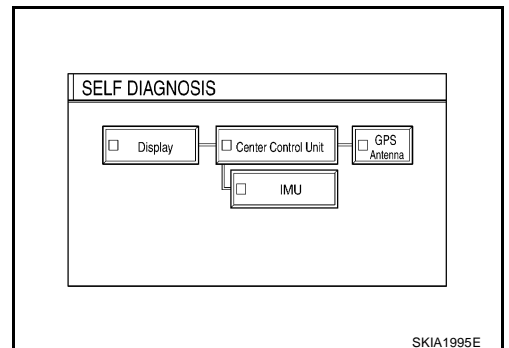 SELF DIAGNOSIS
Display
Center Control Unit
GPS
Antenna
IMU
SKIA1995E